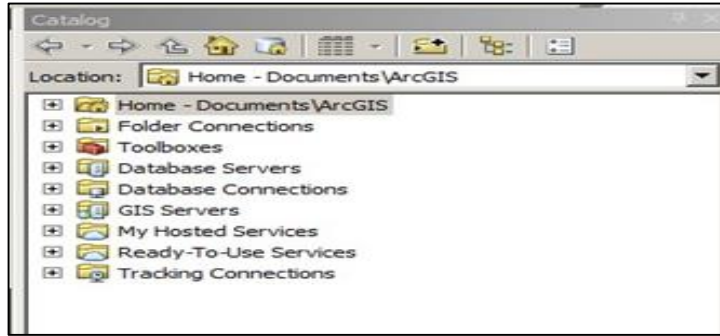 Catalog
Location: Home - Documents\ArcGIS
Home - Documents\ArcGIS
Folder Connections
Toolboxes
Database Servers
Database Connections
GIS Servers
My Hosted Services
Ready-To-Use Services
Tracking Connections